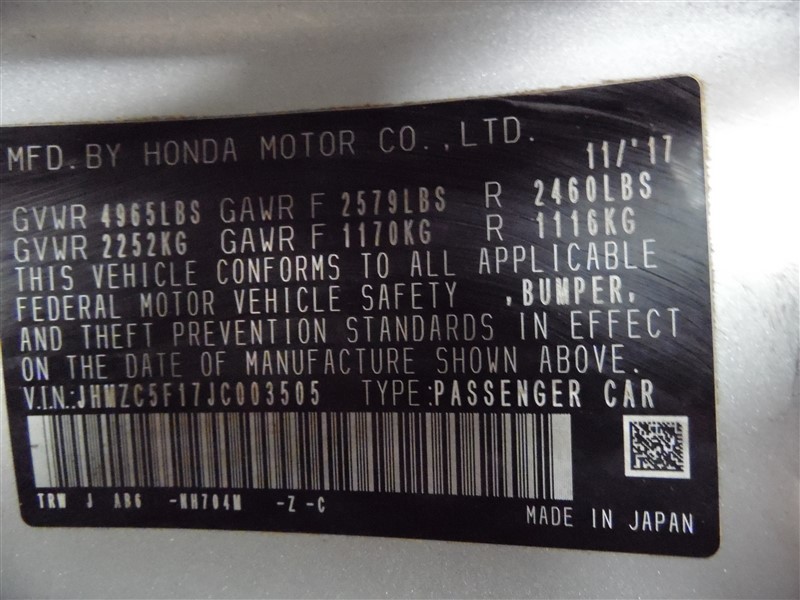 MFD. BY HONDA MOTOR CO., LTD. 11/'17
GVWR 4965LBS GAWR F 2579LBS R 2460LBS
GVWR 2252KG GAWR F 1170KG R 1116KG
THIS VEHICLE CONFORMS TO ALL APPLICABLE
FEDERAL MOTOR VEHICLE SAFETY ,BUMPER,
AND THEFT PREVENTION STANDARDS IN EFFECT
ON THE DATE OF MANUFACTURE SHOWN ABOVE.
V.I.N.:JHMZC5F17JC003505 TYPE:PASSENGER CAR
TRW J AB6 -NH704M -Z -C
MADE IN JAPAN